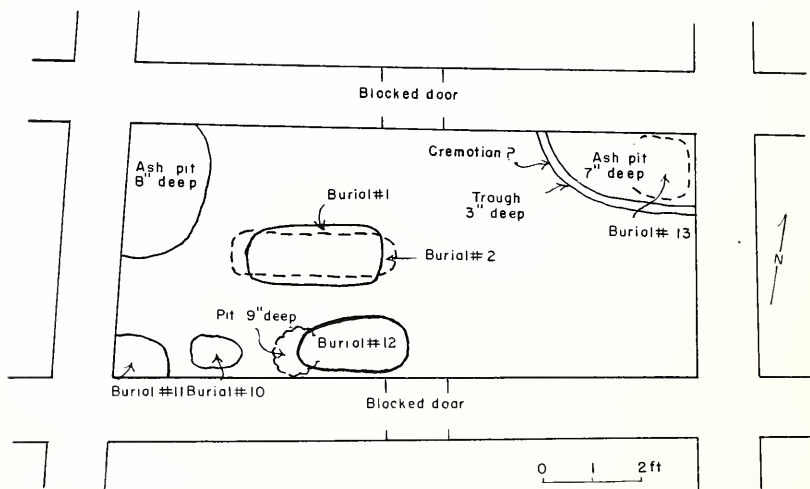 Blocked door
Cremotian ?
Ash pit
7" deep
Ash pit
8" deep
Trough
3" deep
Burial#1
Burial# 13
Burial# 2
N
Pit 9"deep
Burial#12
Burial #11
Burial#10
Blocked door
0 1 2 ft